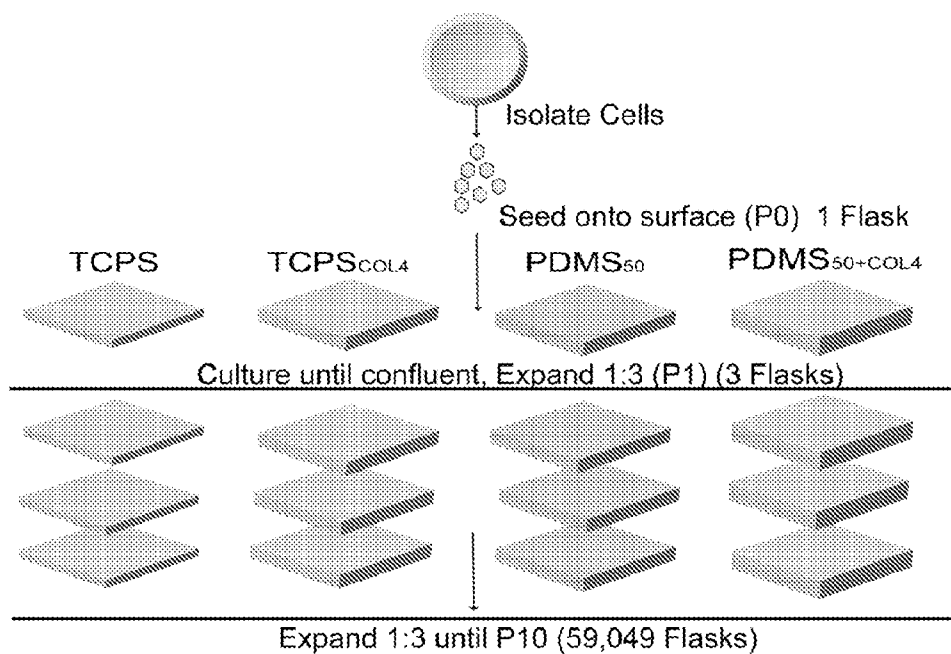 Isolate Cells
Seed onto surface (P0) 1 Flask
TCPS TCPSCOL4 PDMS50 PDMS50+COL4
Culture until confluent, Expand 1:3 (P1) (3 Flasks)
Expand 1:3 until P10 (59,049 Flasks)